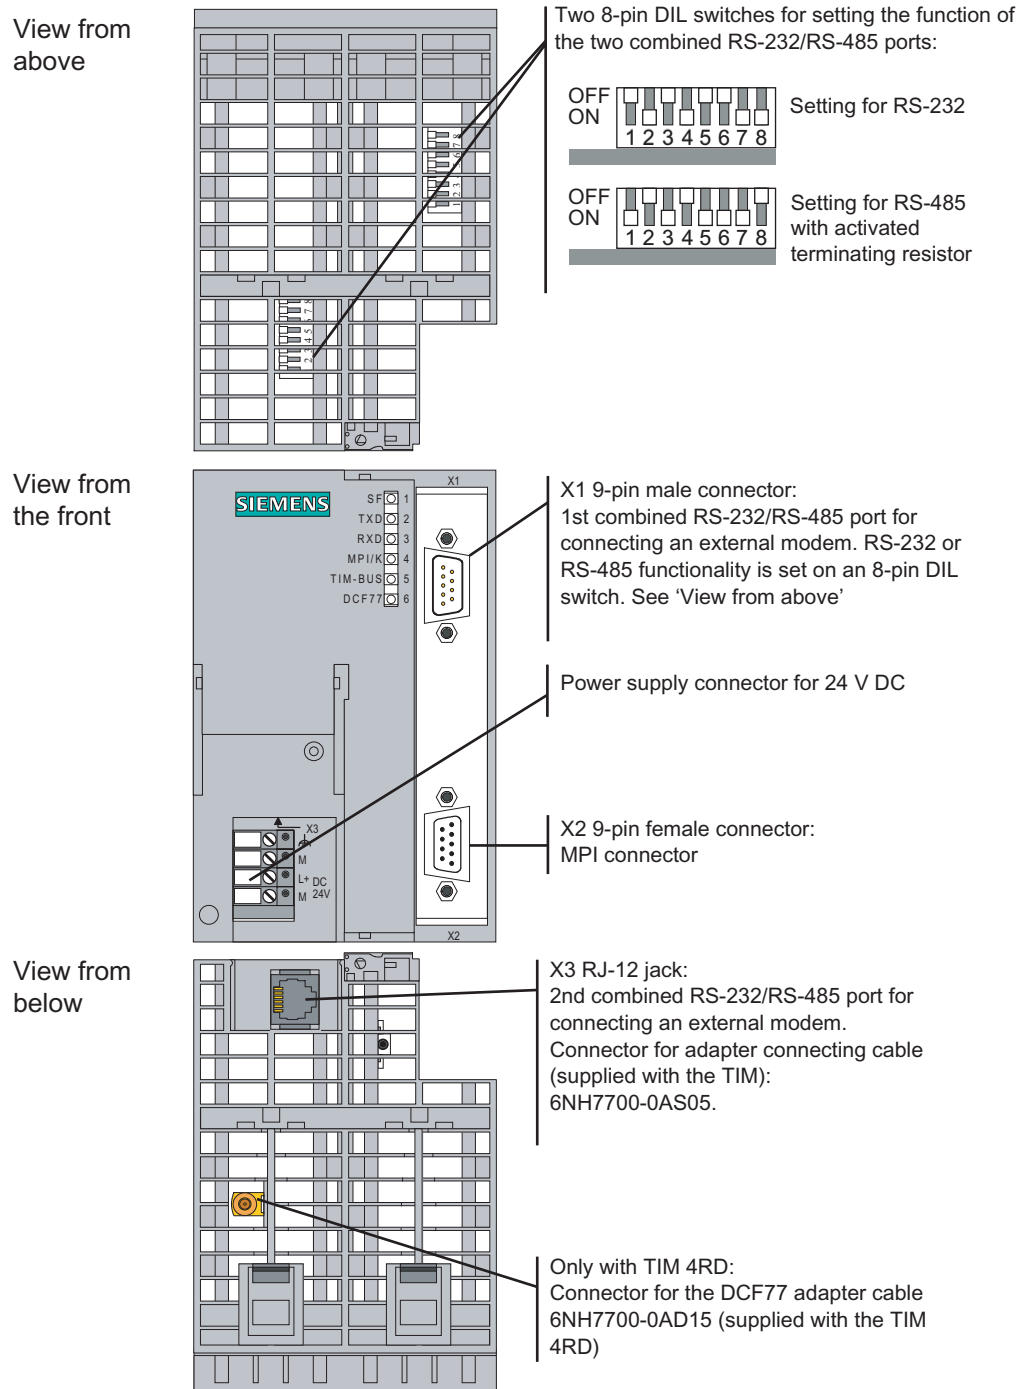 View from
above
Two 8-pin DIL switches for setting the function of
the two combined RS-232/RS-485 ports:
OFF
ON
1 2 3 4 5 6 7 8
Setting for RS-232
OFF
ON
1 2 3 4 5 6 7 8
Setting for RS-485
with activated
terminating resistor
View from
the front
SIEMENS
SF 1
TXD 2
RXD 3
MPI/K 4
TIM-BUS 5
DCF77 6
X1
X1 9-pin male connector:
1st combined RS-232/RS-485 port for
connecting an external modem. RS-232 or
RS-485 functionality is set on an 8-pin DIL
switch. See ‘View from above’
Power supply connector for 24 V DC
X3
M
L+ DC
M 24V
X2 9-pin female connector:
MPI connector
X2
View from
below
X3 RJ-12 jack:
2nd combined RS-232/RS-485 port for
connecting an external modem.
Connector for adapter connecting cable
(supplied with the TIM):
6NH7700-0AS05.
Only with TIM 4RD:
Connector for the DCF77 adapter cable
6NH7700-0AD15 (supplied with the TIM
4RD)